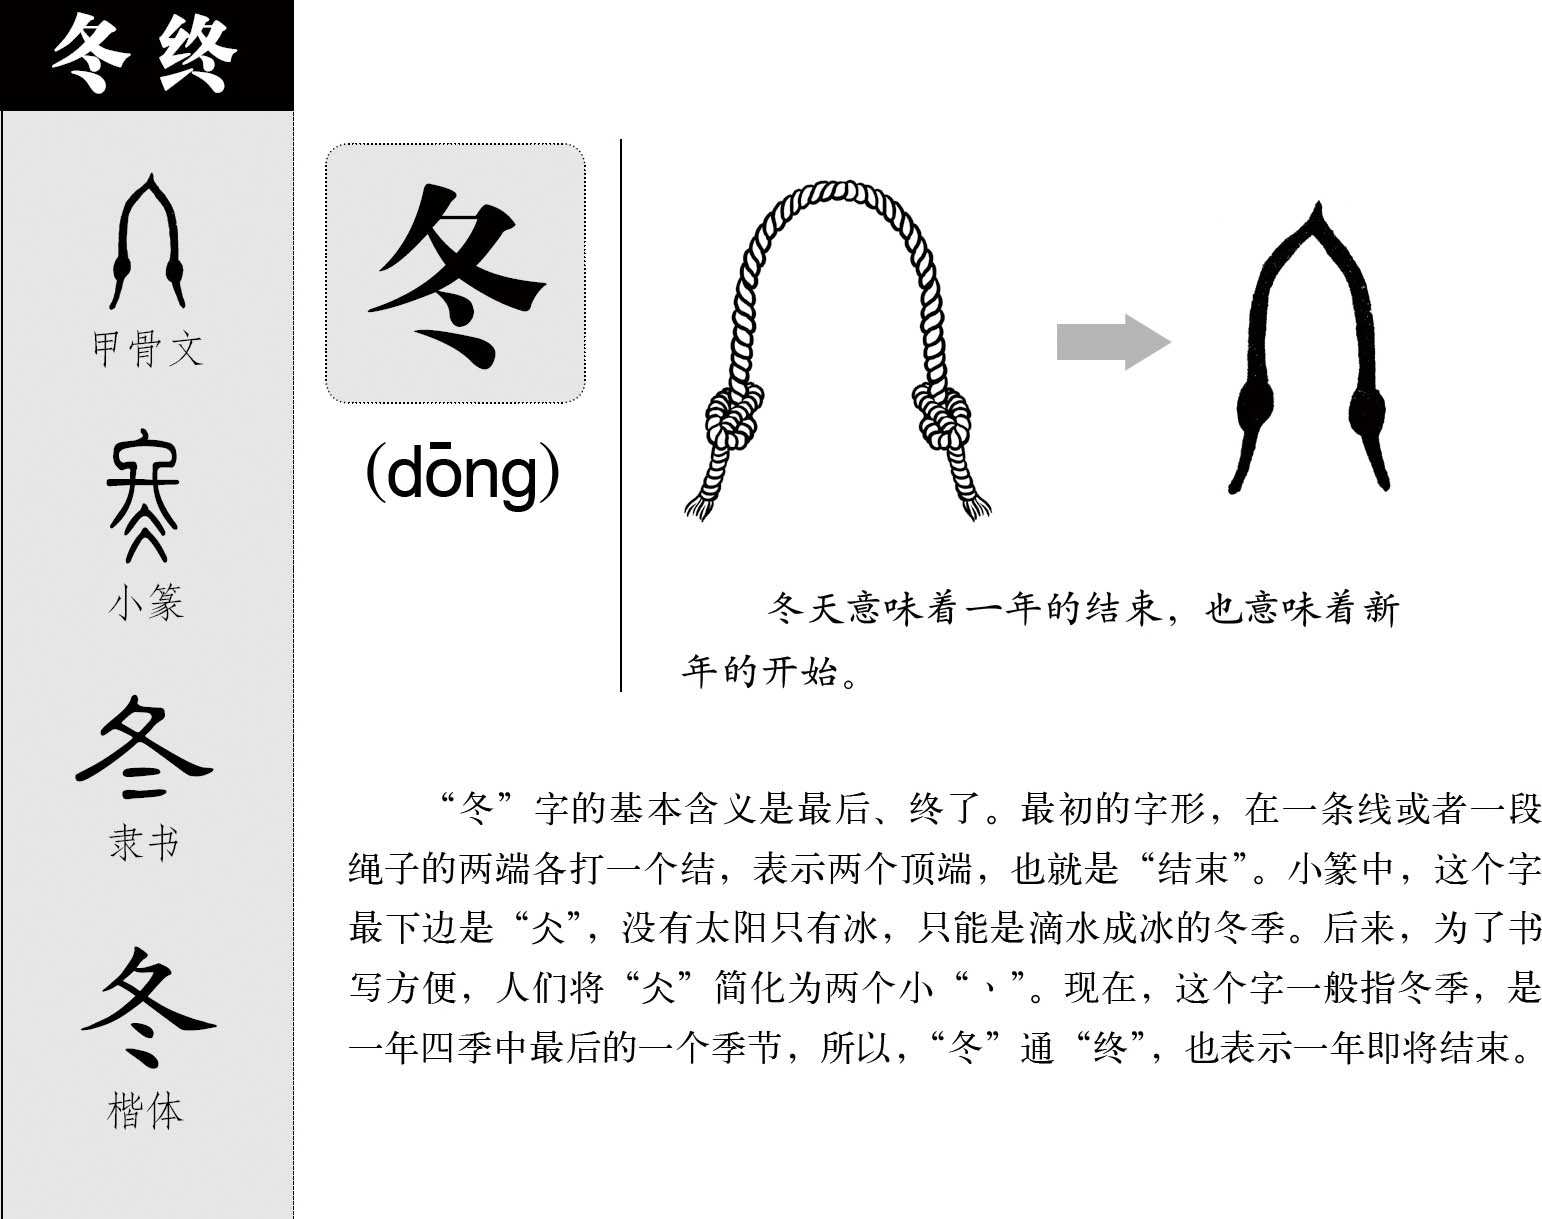 冬 终
甲骨文
小篆
隶书
冬
楷体
冬
(dōng)
冬天意味着一年的结束，也意味着新
年的开始。
“冬”字的基本含义是最后、终了。最初的字形，在一条线或者一段
绳子的两端各打一个结，表示两个顶端，也就是“结束”。小篆中，这个字
最下边是“仌”，没有太阳只有冰，只能是滴水成冰的冬季。后来，为了书
写方便，人们将“仌”简化为两个小“丶”。现在，这个字一般指冬季，是
一年四季中最后的一个季节，所以，“冬”通“终”，也表示一年即将结束。